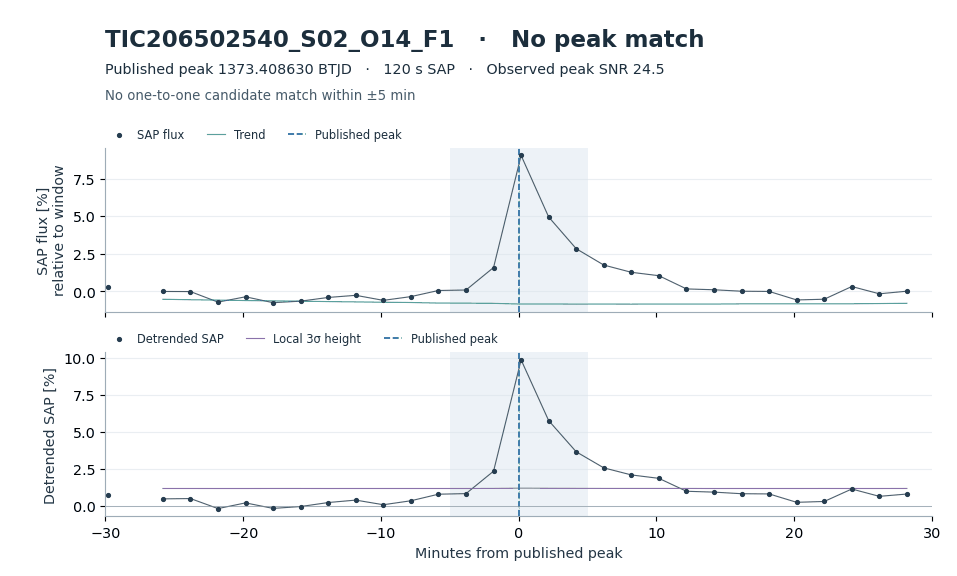 TIC206502540_S02_O14_F1 · No peak match
Published peak 1373.408630 BTJD · 120 s SAP · Observed peak SNR 24.5
No one-to-one candidate match within ±5 min
SAP flux Trend Published peak
SAP flux [%]
relative to window
7.5
5.0
2.5
0.0
Detrended SAP Local 3σ height Published peak
Detrended SAP [%]
10.0
7.5
5.0
2.5
0.0
−30 −20 −10 0 10 20 30
Minutes from published peak